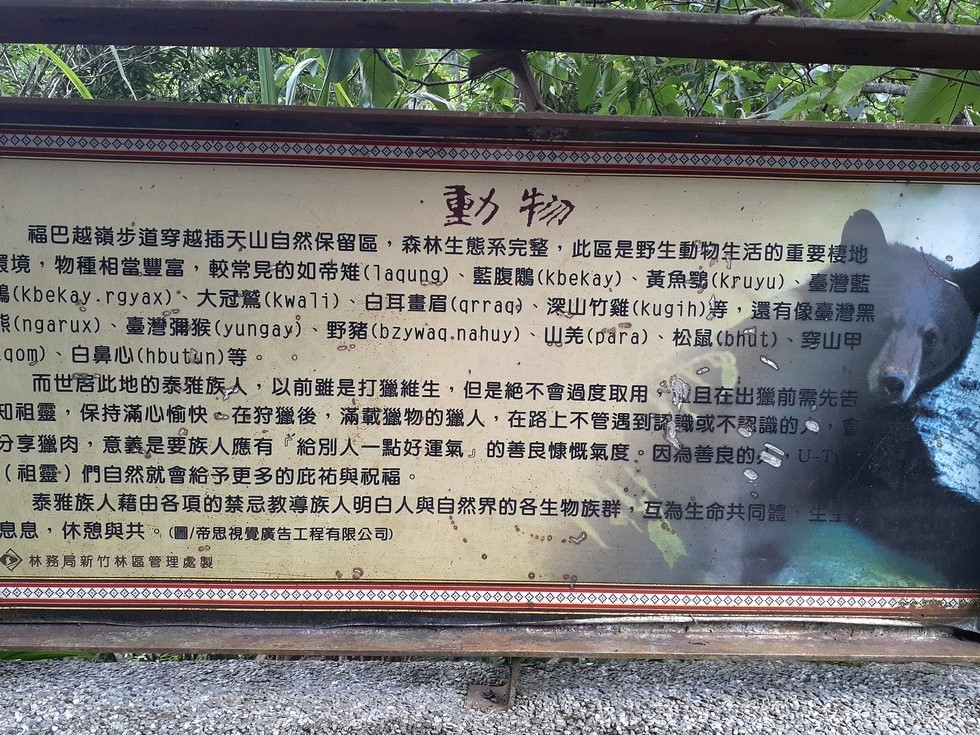 動物
福巴越嶺步道穿越插天山自然保留區，森林生態系完整，此區是野生動物生活的重要棲地
環境，物種相當豐富，較常見的如帝雉(laqung)、藍腹鷴(kbekay)、黃魚鴞(kruyu)、臺灣藍
鵲(kbekay.rgyax)、大冠鷲(kwali)、白耳畫眉(qrraq)、深山竹雞(kugih)等，還有像臺灣黑
熊(ngarux)、臺灣獼猴(yungay)、野豬(bzywaq.nahuy)、山羌(para)、松鼠(bhut)、穿山甲
qom)、白鼻心(hbutun)等。
而世居此地的泰雅族人，以前雖是打獵維生，但是絕不會過度取用，且在出獵前需先告
知祖靈，保持滿心愉快。在狩獵後，滿載獵物的獵人，在路上不管遇到認識或不認識的人，會
分享獵肉，意義是要族人應有『給別人一點好運氣』的善良慷慨氣度。因為善良的人，
(祖靈)們自然就會給予更多的庇祐與祝福。
泰雅族人藉由各項的禁忌教導族人明白人與自然界的各生物族群，互為生命共同體，生生
息息，休憩與共。(圖/帝思視覺廣告工程有限公司)
林務局新竹林區管理處製